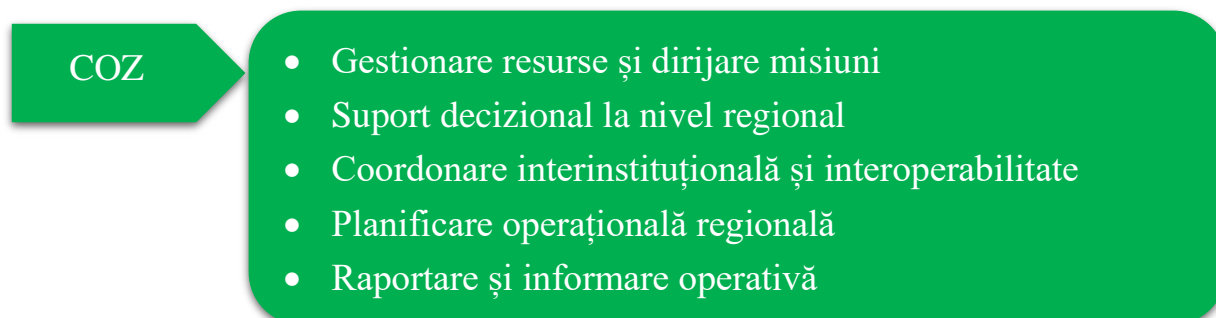 COZ
• Gestionare resurse și dirijare misiuni
• Suport decizional la nivel regional
• Coordonare interinstituțională și interoperabilitate
• Planificare operațională regională
• Raportare și informare operativă